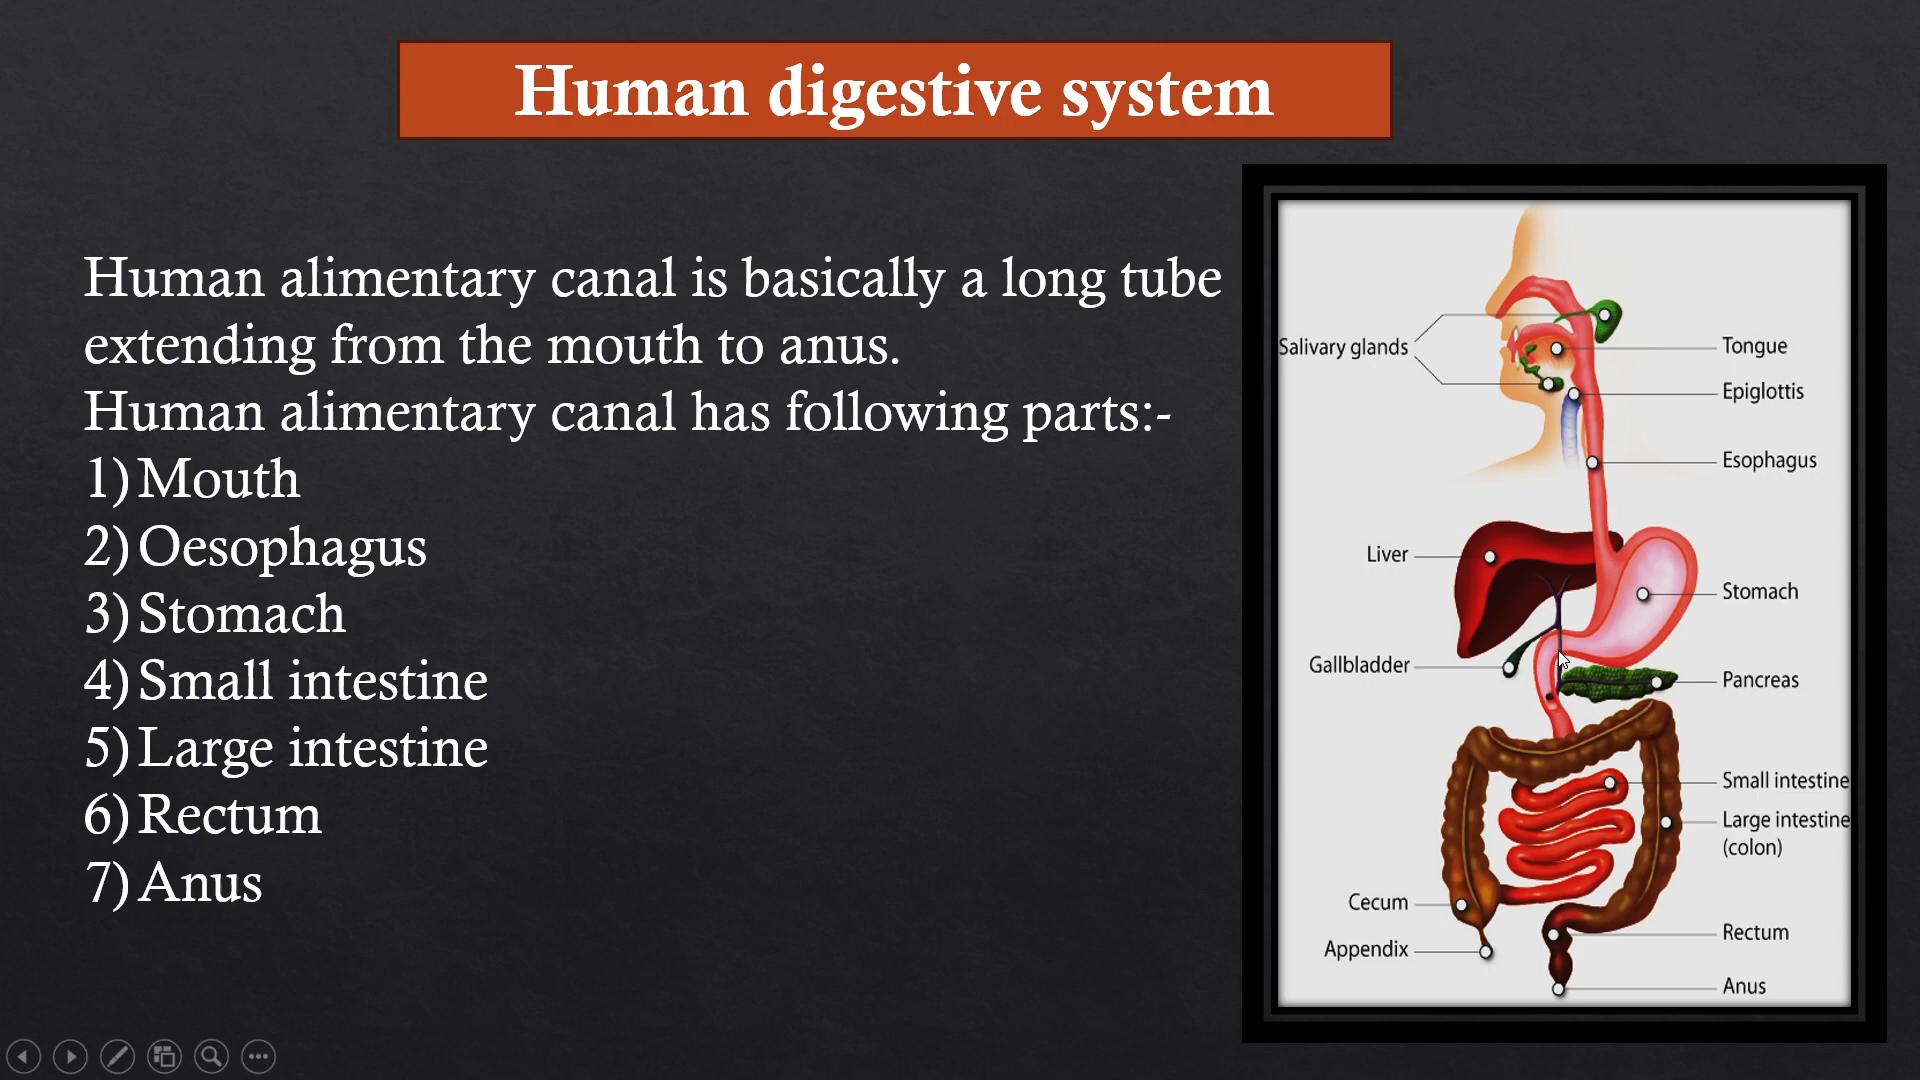 Human digestive system
Human alimentary canal is basically a long tube
extending from the mouth to anus.
Human alimentary canal has following parts:-
1) Mouth
2) Oesophagus
3) Stomach
4) Small intestine
5) Large intestine
6) Rectum
7) Anus
Salivary glands
Tongue
Epiglottis
Esophagus
Liver
Stomach
Gallbladder
Pancreas
Small intestine
Large intestine
(colon)
Cecum
Rectum
Appendix
Anus